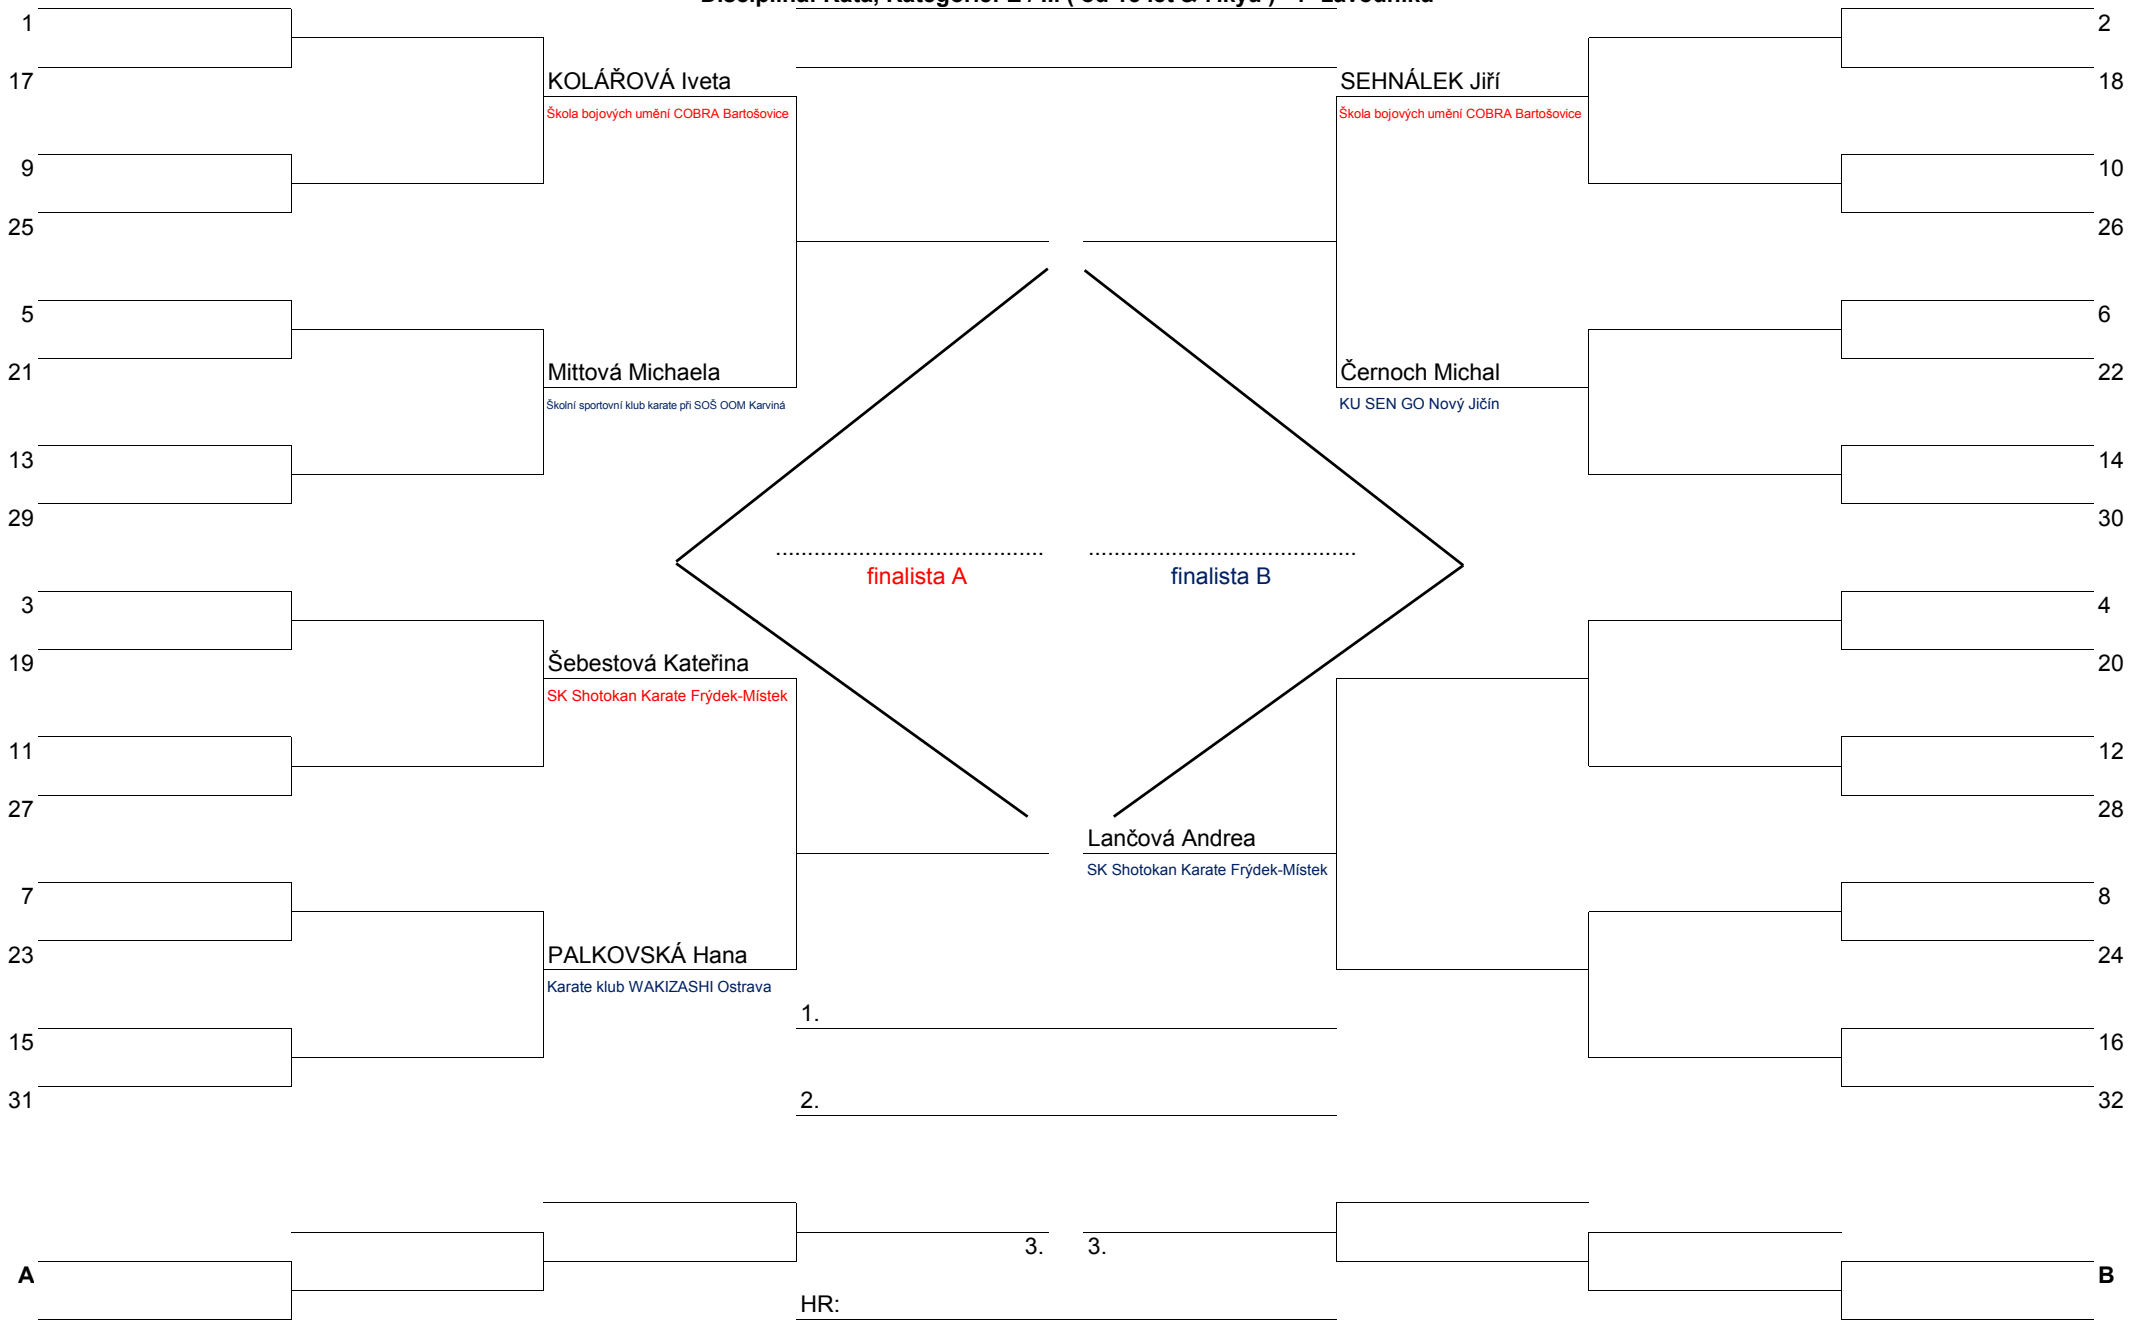 1
2
17
KOLÁŘOVÁ Iveta
SEHNÁLEK Jiří
18
Škola bojových umění COBRA Bartošovice
Škola bojových umění COBRA Bartošovice
9
10
25
26
5
6
21
Mittová Michaela
Černoch Michal
22
Školní sportovní klub karate při SOŠ OOM Karviná
KU SEN GO Nový Jičín
13
14
29
30
.......................................... ..........................................
finalista A
finalista B
3
4
19
Šebestová Kateřina
20
SK Shotokan Karate Frýdek-Místek
11
12
27
28
Lančová Andrea
SK Shotokan Karate Frýdek-Místek
7
8
23
PALKOVSKÁ Hana
24
Karate klub WAKIZASHI Ostrava
1.
15
16
31
2.
32
3.
3.
A
B
HR: